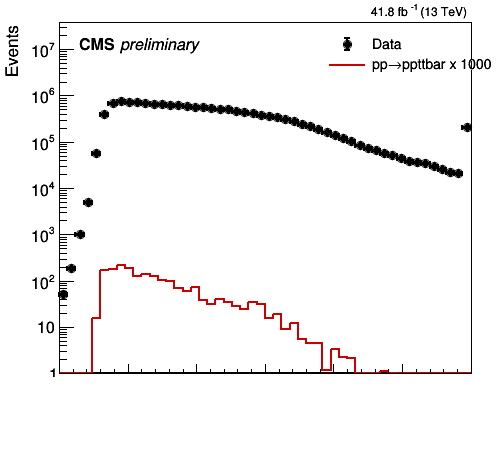 41.8 fb⁻¹ (13 TeV)
Events
CMS preliminary
Data
pp→ppttbar x 1000
10⁷
10⁶
10⁵
10⁴
10³
10²
10
1